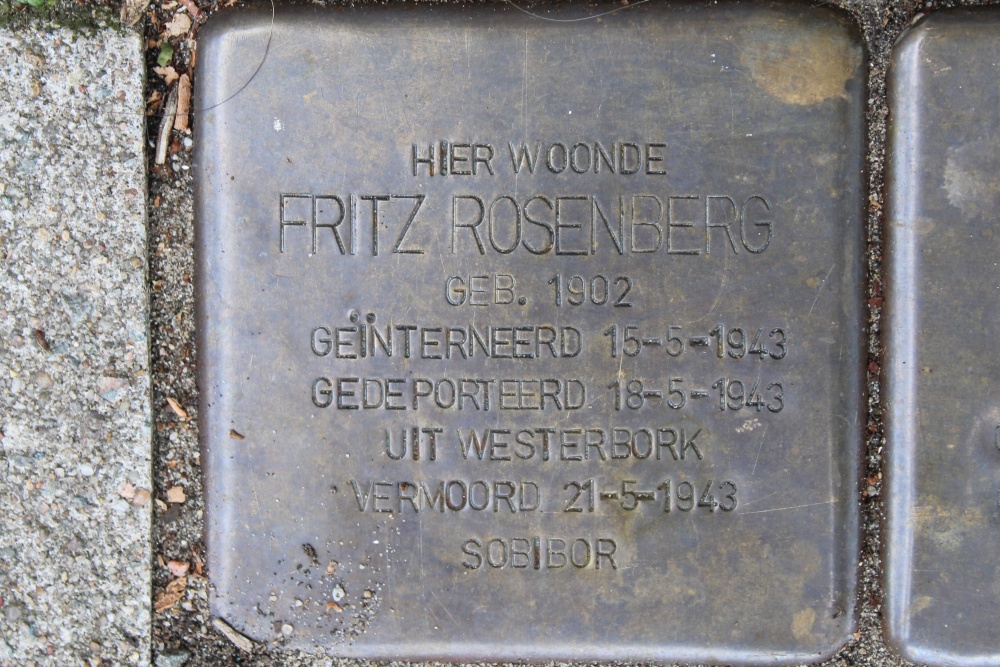 HIER WOONDE
FRITZ ROSENBERG
GEB. 1902
GEÏNTERNEERD 15-5-1943
GEDEPORTEERD 18-5-1943
UIT WESTERBORK
VERMOORD 21-5-1943
SOBIBOR